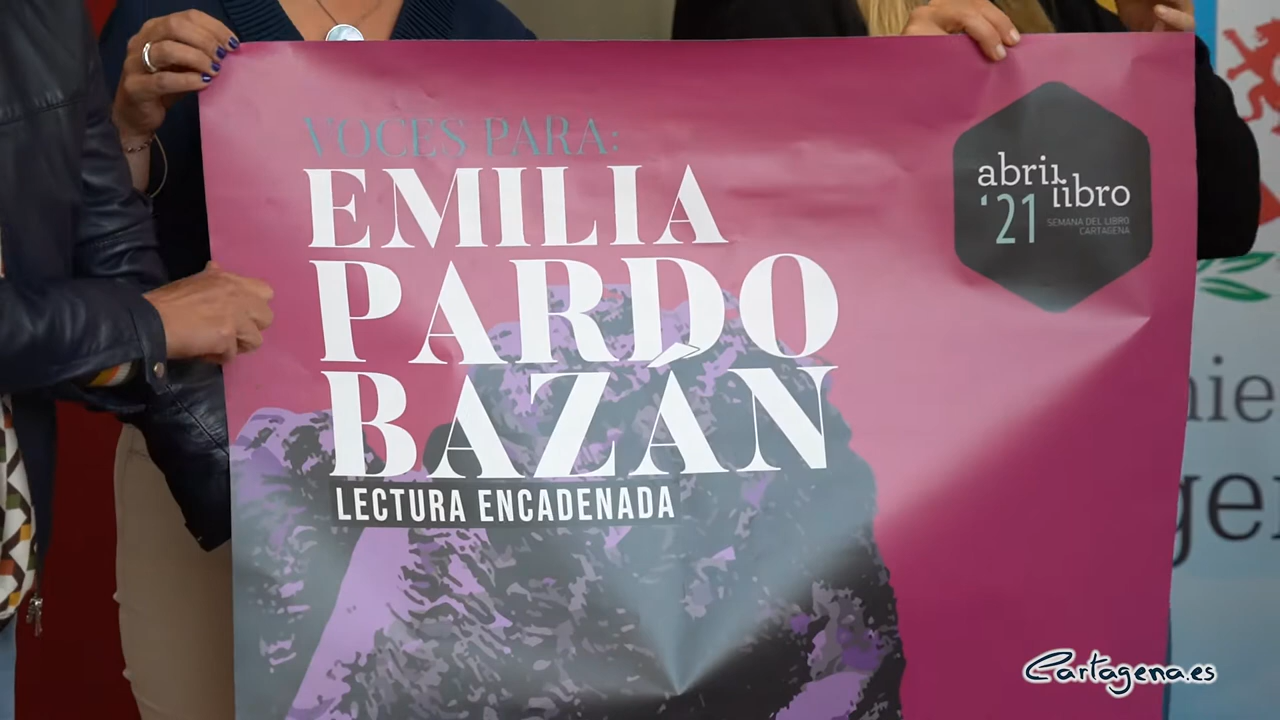 VOCES PARA:
EMILIA
PARDO
BAZÁN
LECTURA ENCADENADA
abril
libro
'21
SEMANA DEL LIBRO
CARTAGENA
Cartagena.es